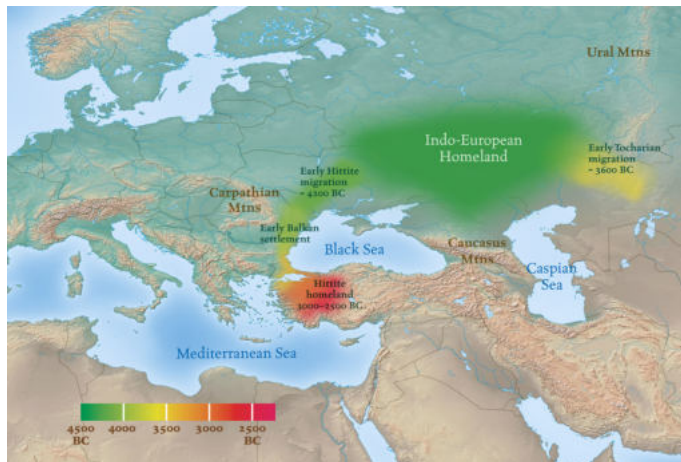 Ural Mtns
Indo-European
Homeland
Early Tocharian
migration
~ 3600 BC
Early Hittite
migration
~ 4200 BC
Carpathian
Mtns
Early Balkan
settlement
Black Sea
Caucasus
Mtns
Caspian
Sea
Hittite
homeland
3000–2500 BC
Mediterranean Sea
4500
BC
4000
3500
3000
2500
BC